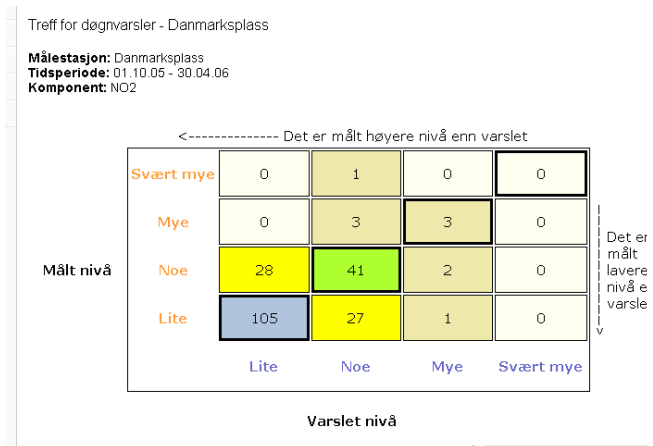 Treff for døgnvarsler - Danmarksplass
Målestasjon: Danmarksplass
Tidsperiode: 01.10.05 - 30.04.06
Komponent: NO2
<-------------- Det er målt høyere nivå enn varslet
Svært mye 0 1 0 0
Mye 0 3 3 0
Målt nivå Noe 28 41 2 0
Lite 105 27 1 0
Det er
målt
lavere
nivå e
varsle
Lite Noe Mye Svært mye
Varslet nivå